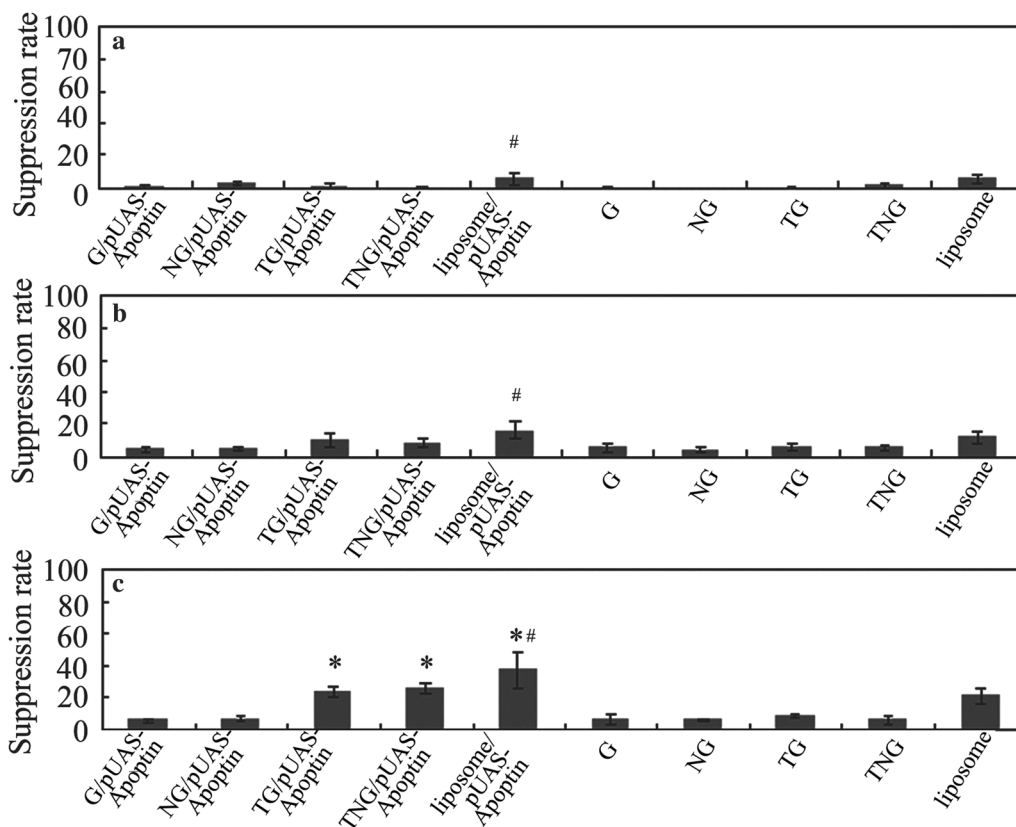 a
Suppression rate
100
70
60
40
20
0
G/pUAS-
Apoptin
NG/pUAS-
Apoptin
TG/pUAS-
Apoptin
TNG/pUAS-
Apoptin
liposome/
pUAS-
Apoptin
G
NG
TG
TNG
liposome
#
b
Suppression rate
100
80
60
40
20
0
G/pUAS-
Apoptin
NG/pUAS-
Apoptin
TG/pUAS-
Apoptin
TNG/pUAS-
Apoptin
liposome/
pUAS-
Apoptin
G
NG
TG
TNG
liposome
#
c
Suppression rate
100
80
60
40
20
0
G/pUAS-
Apoptin
NG/pUAS-
Apoptin
TG/pUAS-
Apoptin
TNG/pUAS-
Apoptin
liposome/
pUAS-
Apoptin
G
NG
TG
TNG
liposome
*
*
*#